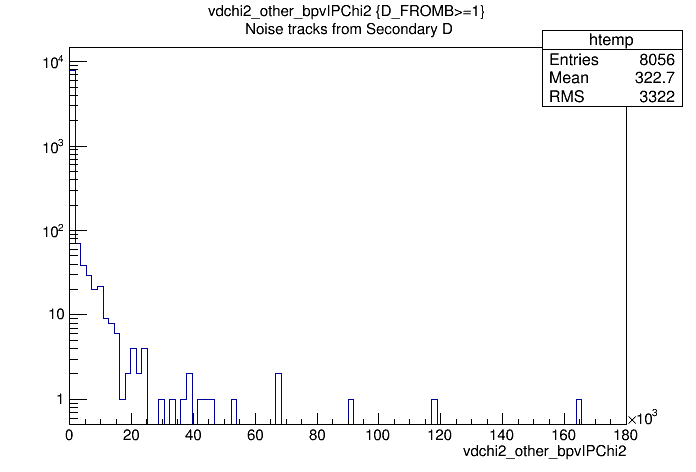 vdchi2_other_bpvIPChi2 {D_FROMB>=1}
Noise tracks from Secondary D
htemp
Entries 8056
Mean 322.7
RMS 3322
10^4
10^3
10^2
10
1
0 20 40 60 80 100 120 140 160 180
×10^3
vdchi2_other_bpvIPChi2